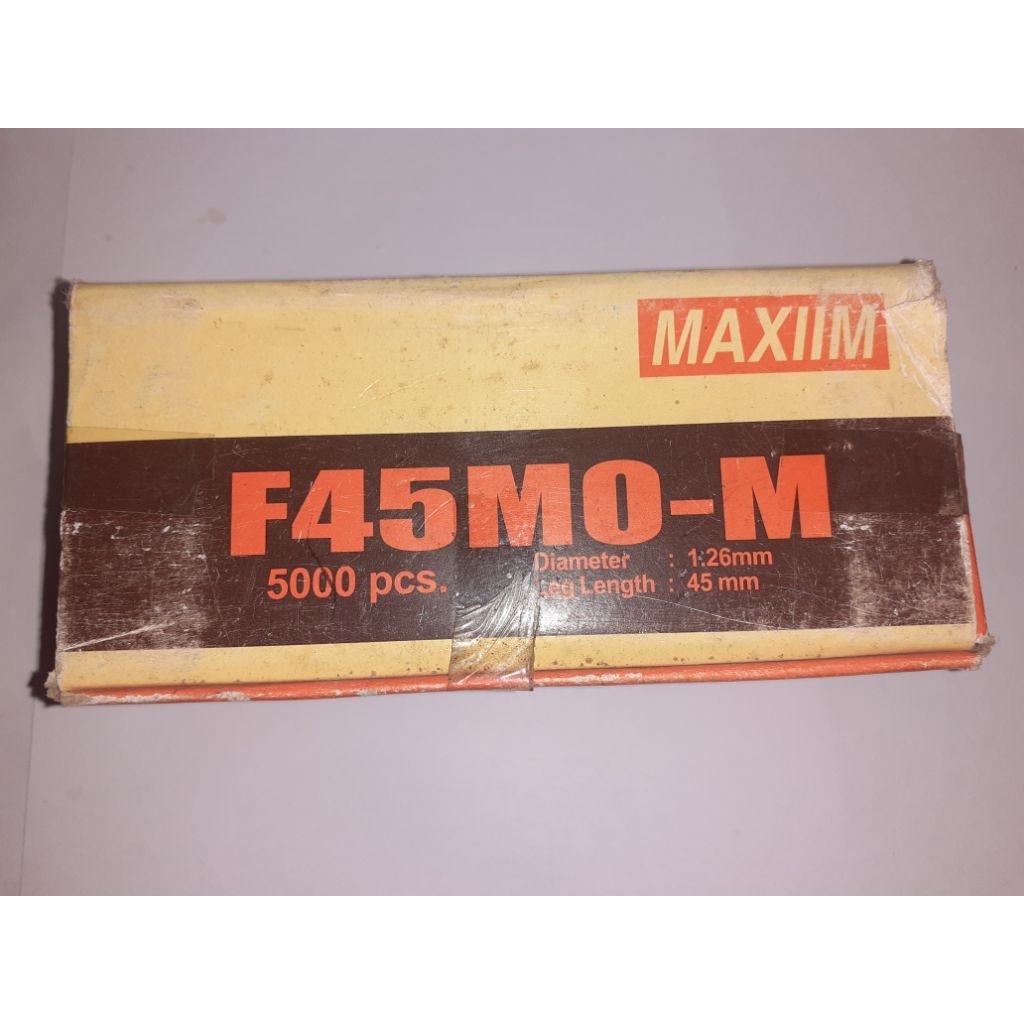 MAXIIM
F45MO-M
5000 pcs.
Diameter : 1.26mm
Leg Length : 45 mm